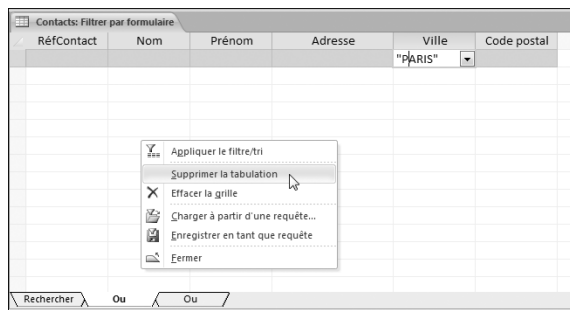 Contacts: Filtrer par formulaire
RéfContact Nom Prénom Adresse Ville Code postal
"PARIS"
Appliquer le filtre/tri
Supprimer la tabulation
Effacer la grille
Charger à partir d'une requête...
Enregistrer en tant que requête
Fermer
Rechercher Ou Ou